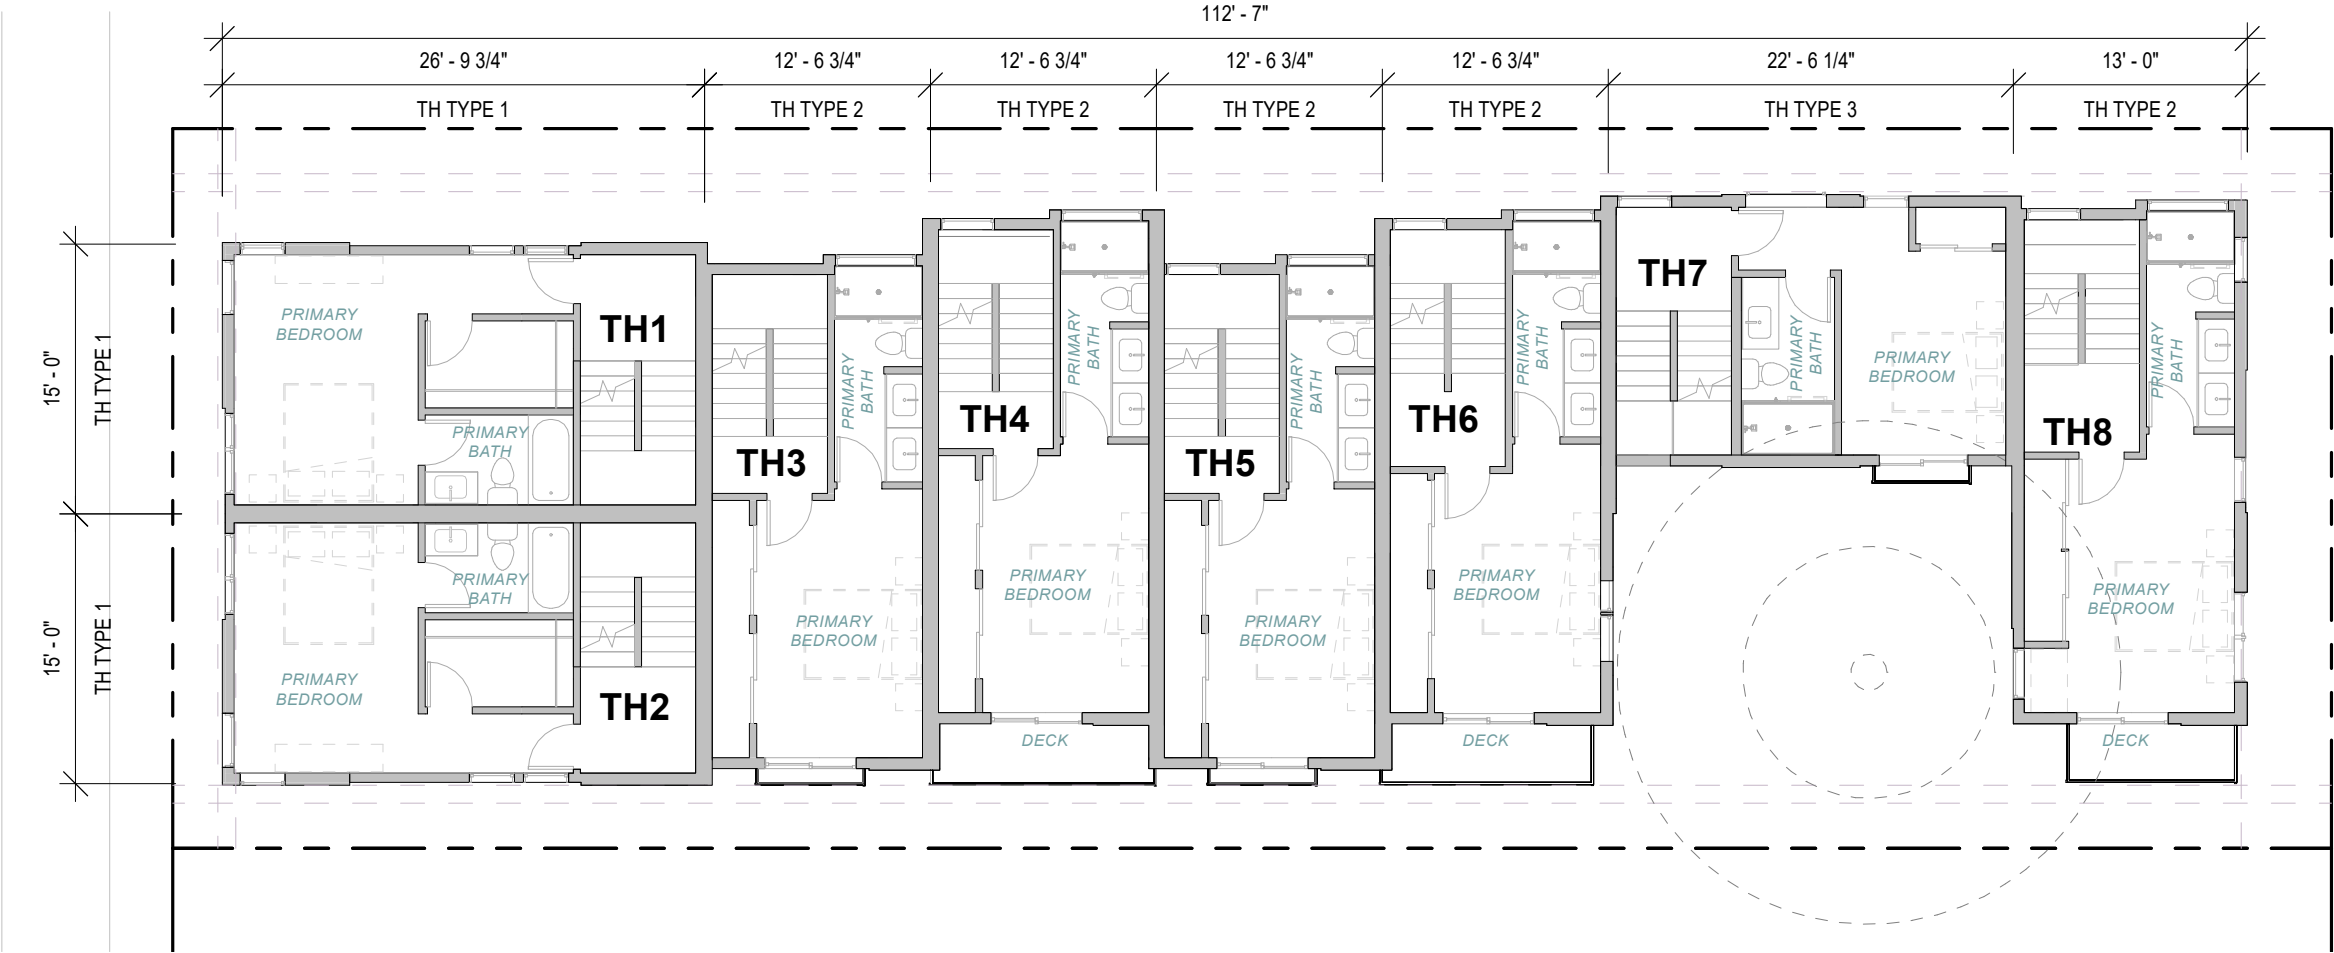 112' - 7"
26' - 9 3/4"
12' - 6 3/4"
12' - 6 3/4"
12' - 6 3/4"
12' - 6 3/4"
22' - 6 1/4"
13' - 0"
TH TYPE 1
TH TYPE 2
TH TYPE 2
TH TYPE 2
TH TYPE 2
TH TYPE 3
TH TYPE 2
15' - 0"
TH TYPE 1
15' - 0"
TH TYPE 1
PRIMARY
BEDROOM
TH1
PRIMARY
BATH
PRIMARY
BATH
PRIMARY
BEDROOM
TH2
PRIMARY
BATH
TH3
PRIMARY
BEDROOM
PRIMARY
BATH
TH4
PRIMARY
BEDROOM
DECK
PRIMARY
BATH
TH5
PRIMARY
BEDROOM
PRIMARY
BATH
TH6
PRIMARY
BEDROOM
DECK
TH7
PRIMARY
BATH
PRIMARY
BEDROOM
PRIMARY
BATH
TH8
PRIMARY
BEDROOM
DECK